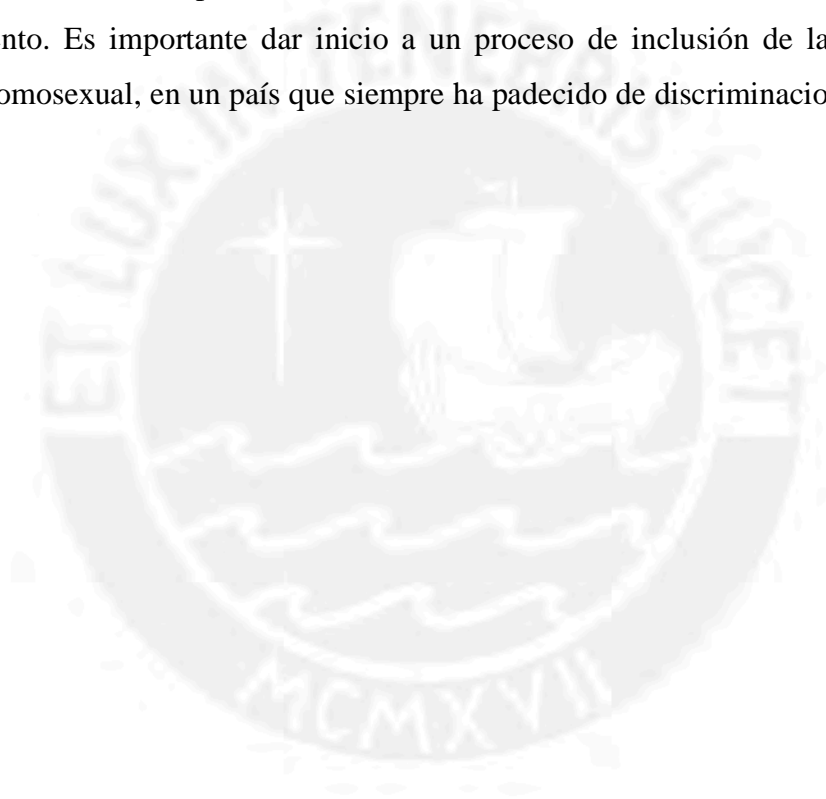 ento. Es importante dar inicio a un proceso de inclusión de la
omosexual, en un país que siempre ha padecido de discriminacio
ET LUX IN TENEBRIS LUCET
MCMXVII